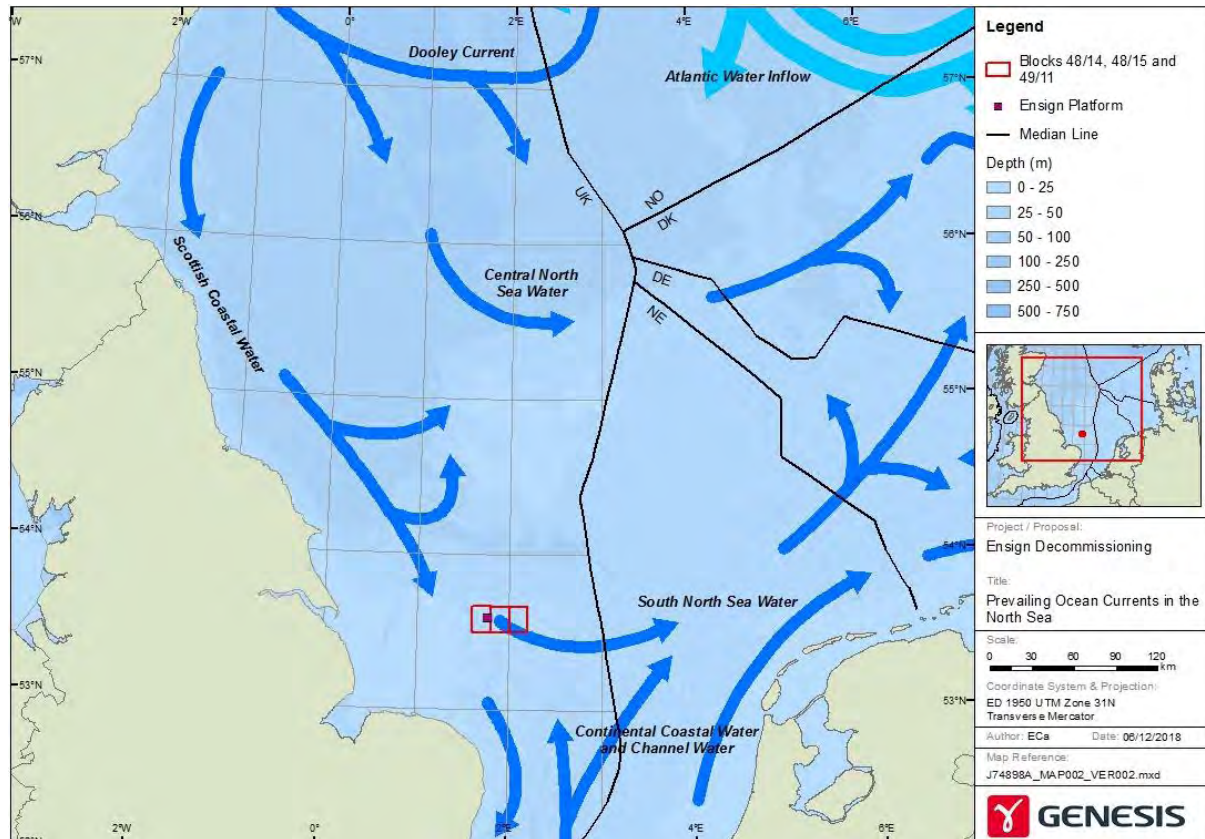 2°W
0°
2°E
4°E
6°E
57°N
57°N
Dooley Current
Atlantic Water Inflow
UK
NO
DK
56°N
56°N
Scottish Coastal Water
Central North
Sea Water
DE
NE
55°N
55°N
54°N
54°N
South North Sea Water
53°N
53°N
Continental Coastal Water
and Channel Water
2°W
0°
4°E
6°E
Legend
Blocks 48/14, 48/15 and
49/11
Ensign Platform
Median Line
Depth (m)
0 - 25
25 - 50
50 - 100
100 - 250
250 - 500
500 - 750
Project / Proposal:
Ensign Decommissioning
Title:
Prevailing Ocean Currents in the
North Sea
Scale:
0 30 60 90 120
km
Coordinate System & Projection:
ED 1950 UTM Zone 31N
Transverse Mercator
Author: ECa Date: 06/12/2018
Map Reference:
J74898A_MAP002_VER002.mxd
GENESIS